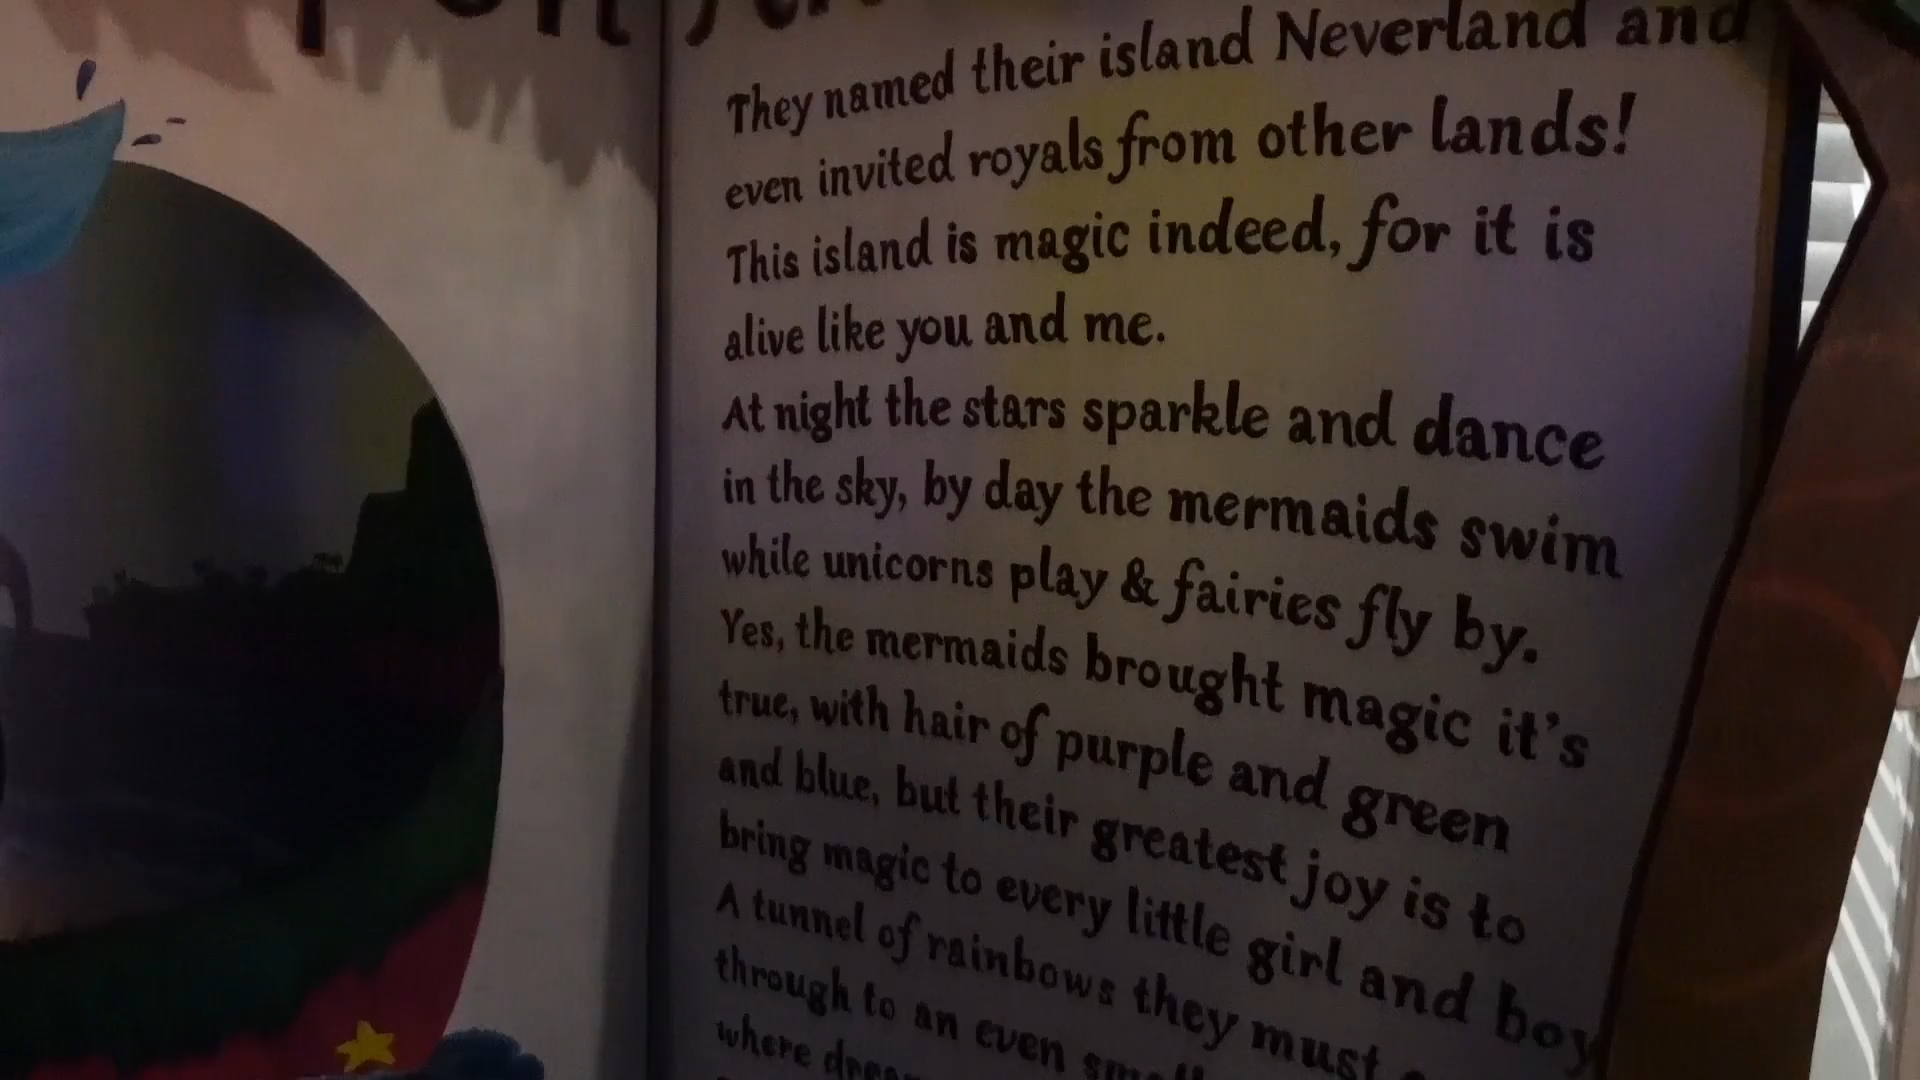 They named their island Neverland and
even invited royals from other lands!
This island is magic indeed, for it is
alive like you and me.
At night the stars sparkle and dance
in the sky, by day the mermaids swim
while unicorns play & fairies fly by.
Yes, the mermaids brought magic it's
true, with hair of purple and green
and blue, but their greatest joy is to
bring magic to every little girl and boy
A tunnel of rainbows they must
through to an even
where